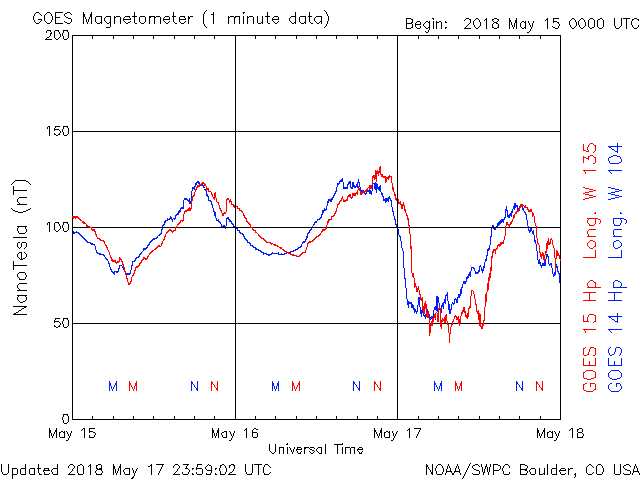 GOES Magnetometer (1 minute data)
Begin: 2018 May 15 0000 UTC
200
150
100
50
0
NanoTesla (nT)
M M N N M M N N M M N N
May 15 May 16 May 17 May 18
Universal Time
GOES 15 Hp Long. W 135
GOES 14 Hp Long. W 104
Updated 2018 May 17 23:59:02 UTC
NOAA/SWPC Boulder, CO USA